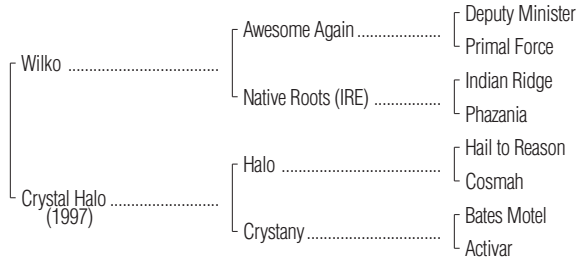 Deputy Minister
Awesome Again ...................
Primal Force
Wilko ..................................
Indian Ridge
Native Roots (IRE) ...............
Phazania
Hail to Reason
Halo ....................................
Cosmah
Crystal Halo ........................
(1997)
Bates Motel
Crystany ..............................
Activar